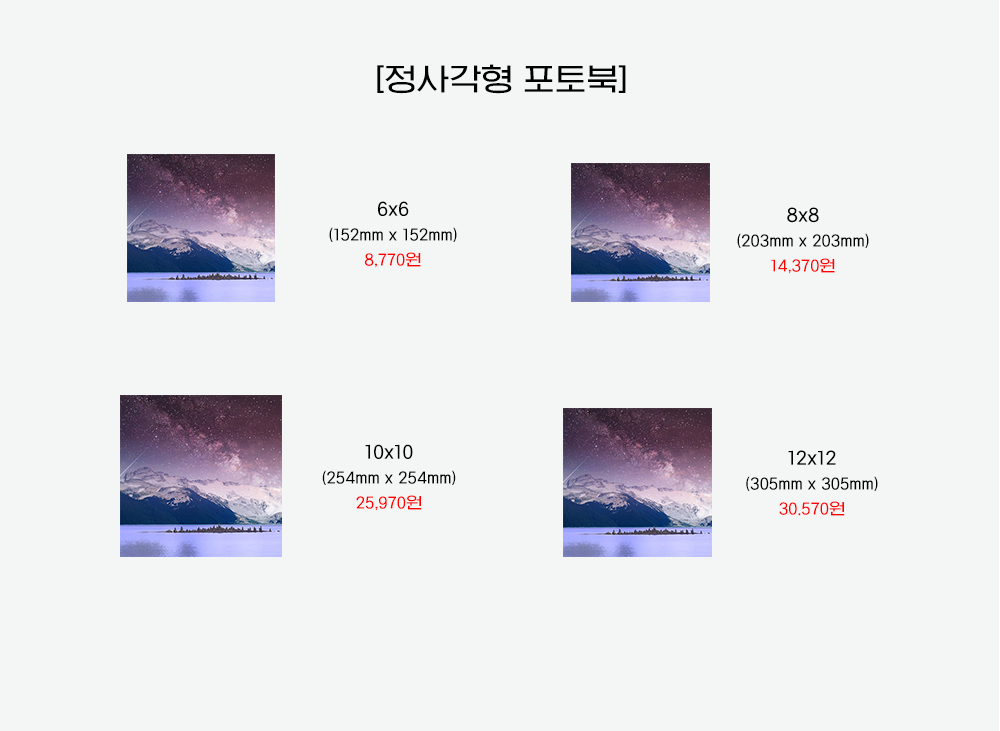 [정사각형 포토북]
6x6
(152mm x 152mm)
8,770원
8x8
(203mm x 203mm)
14,370원
10x10
(254mm x 254mm)
25,970원
12x12
(305mm x 305mm)
30,570원